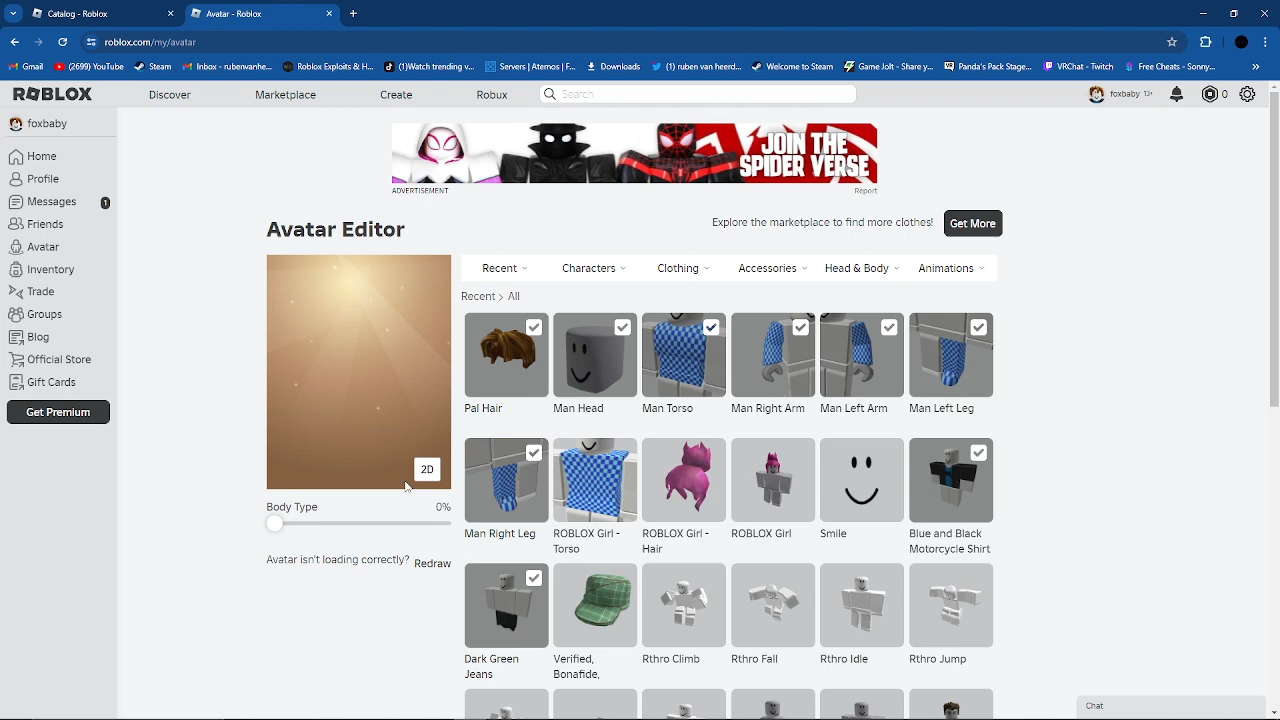 Catalog - Roblox
Avatar - Roblox
roblox.com/my/avatar
Gmail
(2699) YouTube
Steam
Inbox - rubenvanhe...
Roblox Exploits & H...
(1)Watch trending v...
Servers | Aternos | F...
Downloads
(1) ruben van heerd...
Welcome to Steam
Game Jolt - Share y...
Panda's Pack Stage...
VRChat - Twitch
Free Cheats - Sonny...
ROBLOX
Discover
Marketplace
Create
Robux
Search
foxbaby 13+
0
foxbaby
Home
Profile
Messages 1
Friends
Avatar
Inventory
Trade
Groups
Blog
Official Store
Gift Cards
Get Premium
JOIN THE
SPIDER VERSE
ADVERTISEMENT
Report
Avatar Editor
Explore the marketplace to find more clothes!
Get More
2D
Body Type 0%
Avatar isn't loading correctly? Redraw
Recent
Characters
Clothing
Accessories
Head & Body
Animations
Recent > All
Pal Hair
Man Head
Man Torso
Man Right Arm
Man Left Arm
Man Left Leg
Man Right Leg
ROBLOX Girl -
Torso
ROBLOX Girl -
Hair
ROBLOX Girl
Smile
Blue and Black
Motorcycle Shirt
Dark Green
Jeans
Verified,
Bonafide,
Rthro Climb
Rthro Fall
Rthro Idle
Rthro Jump
Chat